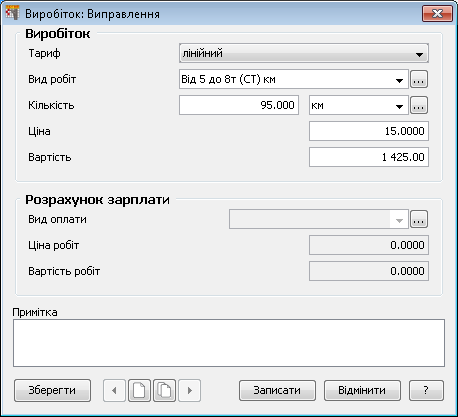 Виробіток: Виправлення
Виробіток
Тариф лінійний
Вид робіт Від 5 до 8т (СТ) км ...
Кількість 95.000 км ...
Ціна 15.0000
Вартість 1 425.00
Розрахунок зарплати
Вид оплати ...
Ціна робіт 0.0000
Вартість робіт 0.0000
Примітка
Зберегти Записати Відмінити ?